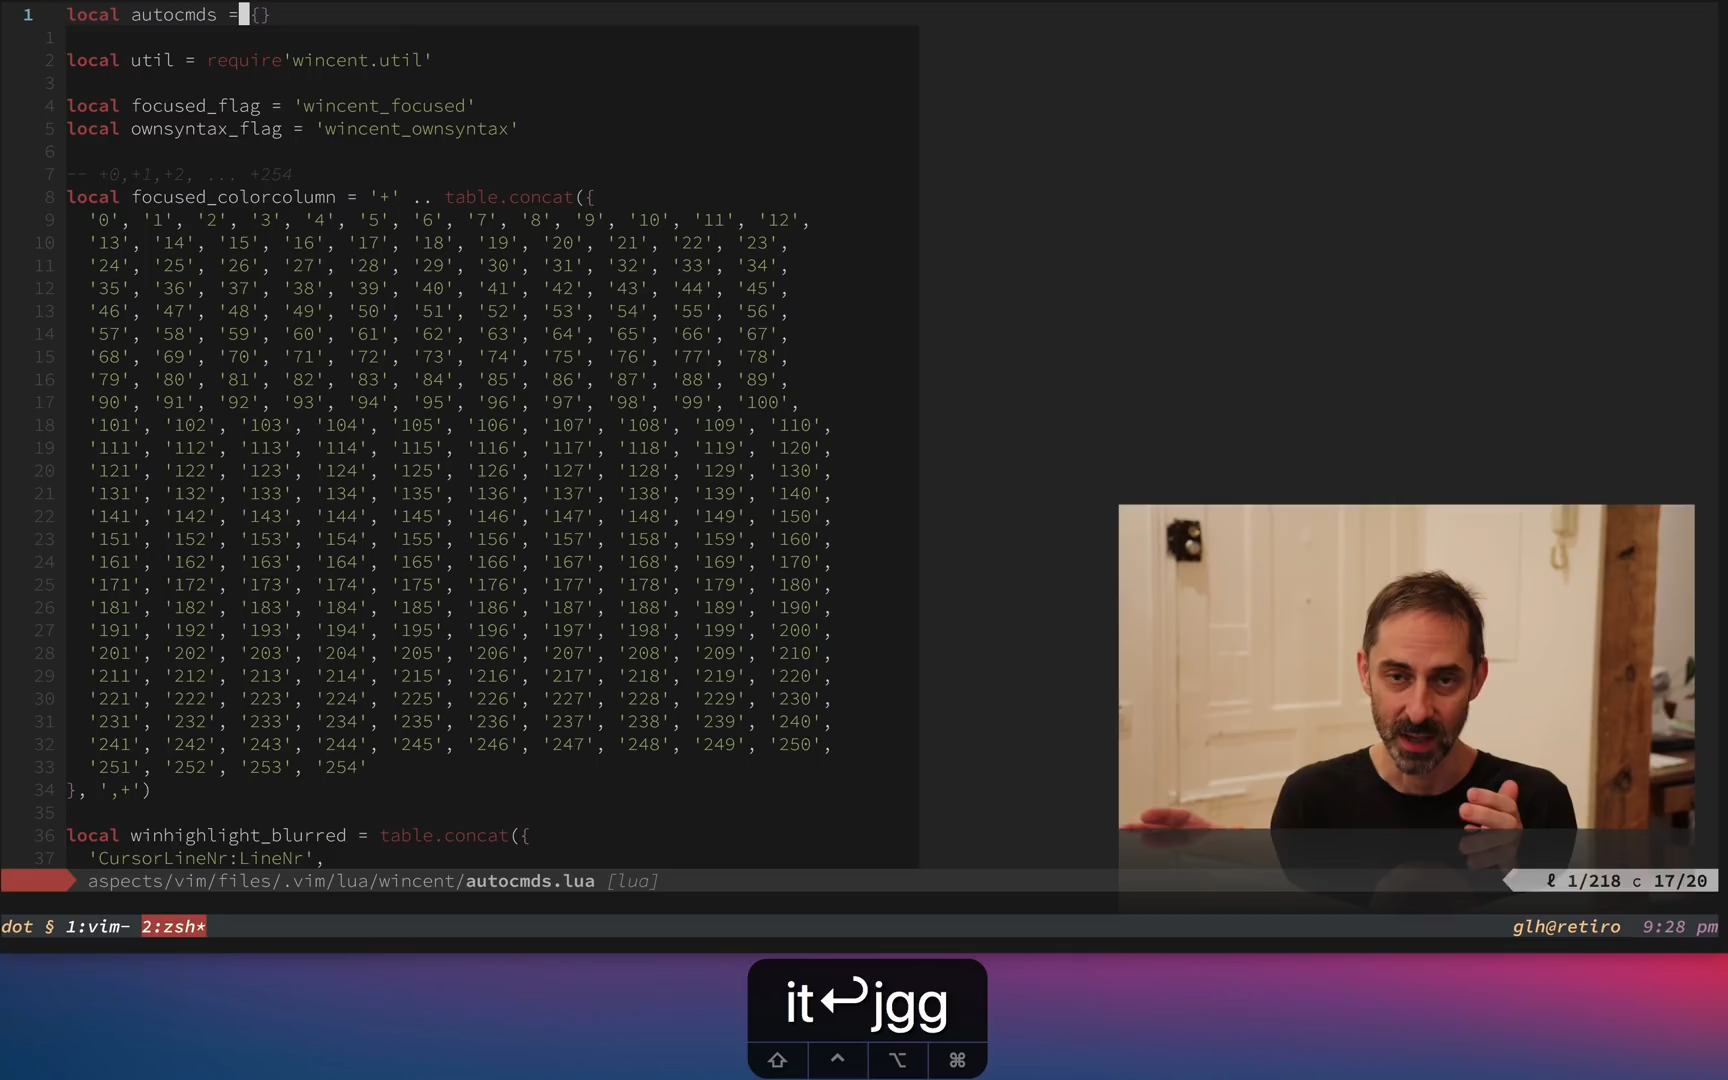 1 local autocmds = {}
1
2 local util = require'wincent.util'
3
4 local focused_flag = 'wincent_focused'
5 local ownsyntax_flag = 'wincent_ownsyntax'
6
7 -- +0,+1,+2, ... +254
8 local focused_colorcolumn = '+' .. table.concat({
9 '0', '1', '2', '3', '4', '5', '6', '7', '8', '9', '10', '11', '12',
10 '13', '14', '15', '16', '17', '18', '19', '20', '21', '22', '23',
11 '24', '25', '26', '27', '28', '29', '30', '31', '32', '33', '34',
12 '35', '36', '37', '38', '39', '40', '41', '42', '43', '44', '45',
13 '46', '47', '48', '49', '50', '51', '52', '53', '54', '55', '56',
14 '57', '58', '59', '60', '61', '62', '63', '64', '65', '66', '67',
15 '68', '69', '70', '71', '72', '73', '74', '75', '76', '77', '78',
16 '79', '80', '81', '82', '83', '84', '85', '86', '87', '88', '89',
17 '90', '91', '92', '93', '94', '95', '96', '97', '98', '99', '100',
18 '101', '102', '103', '104', '105', '106', '107', '108', '109', '110',
19 '111', '112', '113', '114', '115', '116', '117', '118', '119', '120',
20 '121', '122', '123', '124', '125', '126', '127', '128', '129', '130',
21 '131', '132', '133', '134', '135', '136', '137', '138', '139', '140',
22 '141', '142', '143', '144', '145', '146', '147', '148', '149', '150',
23 '151', '152', '153', '154', '155', '156', '157', '158', '159', '160',
24 '161', '162', '163', '164', '165', '166', '167', '168', '169', '170',
25 '171', '172', '173', '174', '175', '176', '177', '178', '179', '180',
26 '181', '182', '183', '184', '185', '186', '187', '188', '189', '190',
27 '191', '192', '193', '194', '195', '196', '197', '198', '199', '200',
28 '201', '202', '203', '204', '205', '206', '207', '208', '209', '210',
29 '211', '212', '213', '214', '215', '216', '217', '218', '219', '220',
30 '221', '222', '223', '224', '225', '226', '227', '228', '229', '230',
31 '231', '232', '233', '234', '235', '236', '237', '238', '239', '240',
32 '241', '242', '243', '244', '245', '246', '247', '248', '249', '250',
33 '251', '252', '253', '254'
34 }, ',+')
35
36 local winhighlight_blurred = table.concat({
37 'CursorLineNr:LineNr',
aspects/vim/files/.vim/lua/wincent/autocmds.lua [lua] ℓ 1/218 c 17/20
dot § 1:vim- 2:zsh* glh@retiro 9:28 pm
it↩jgg
⇧ ^ ⌥ ⌘